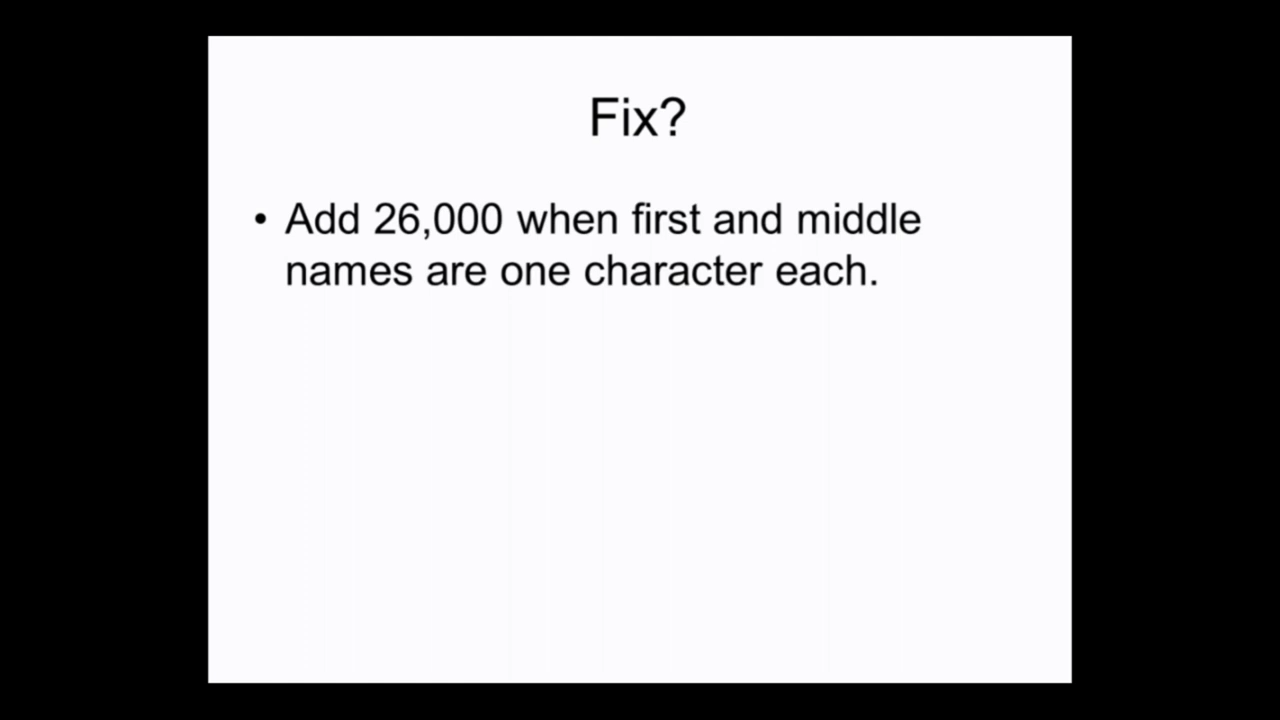 Fix?
• Add 26,000 when first and middle
names are one character each.